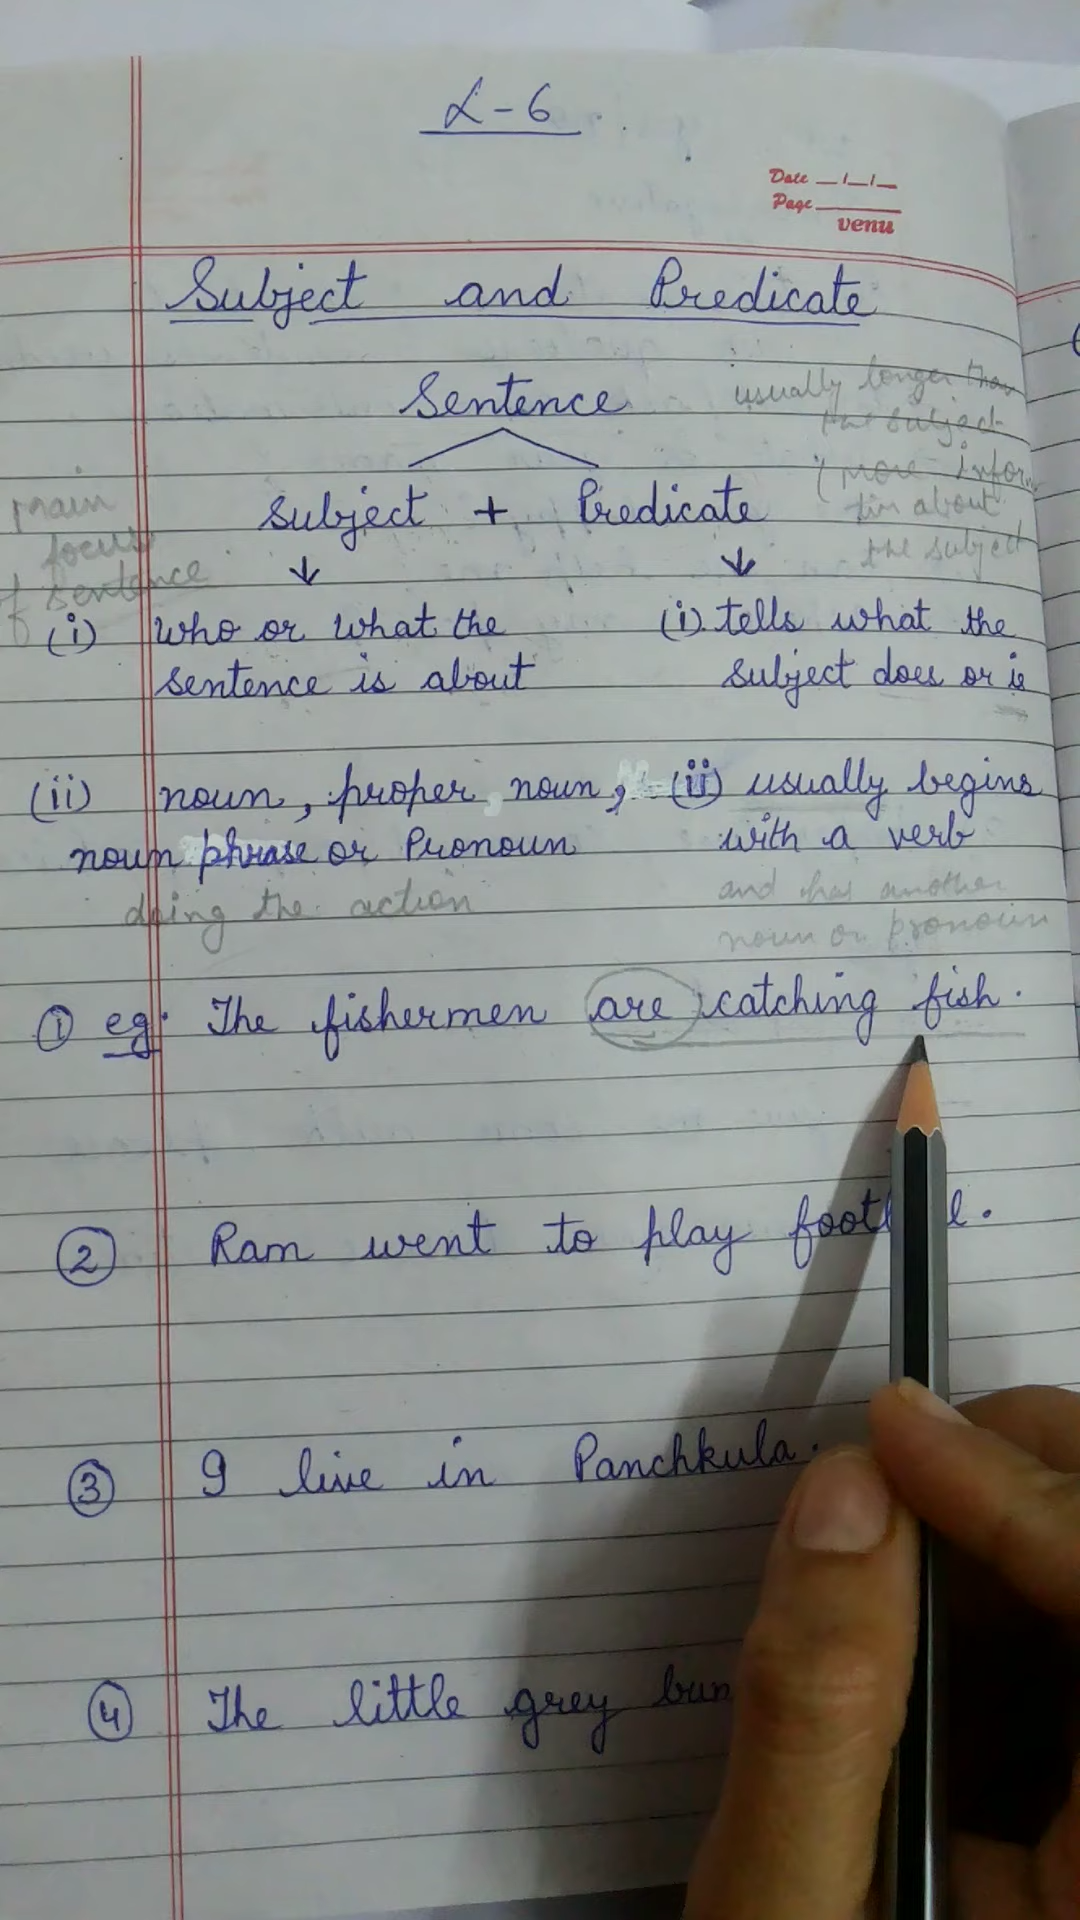 L-6
Date __/__/__
Page
venu
Subject and Predicate
Sentence
usually longer than
the subject
Subject + Predicate
(more infor
tin about
the subject
main
focus
of sentence
(i) who or what the
sentence is about
(i) tells what the
subject does or is
(ii) noun, proper noun,
noun phrase or Pronoun
doing the action
(ii) usually begins
with a verb
and has another
noun or pronoun
① eg. The fishermen are catching fish.
② Ram went to play
③ I live in Panchkula.
④ The little grey